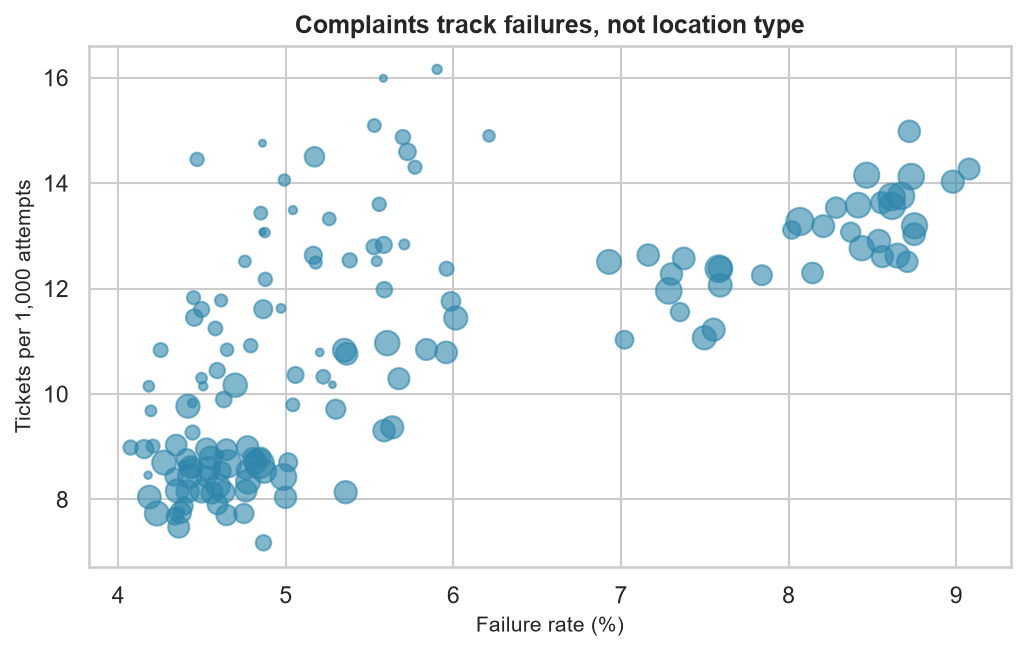 Complaints track failures, not location type
Tickets per 1,000 attempts
16
14
12
10
8
4 5 6 7 8 9
Failure rate (%)